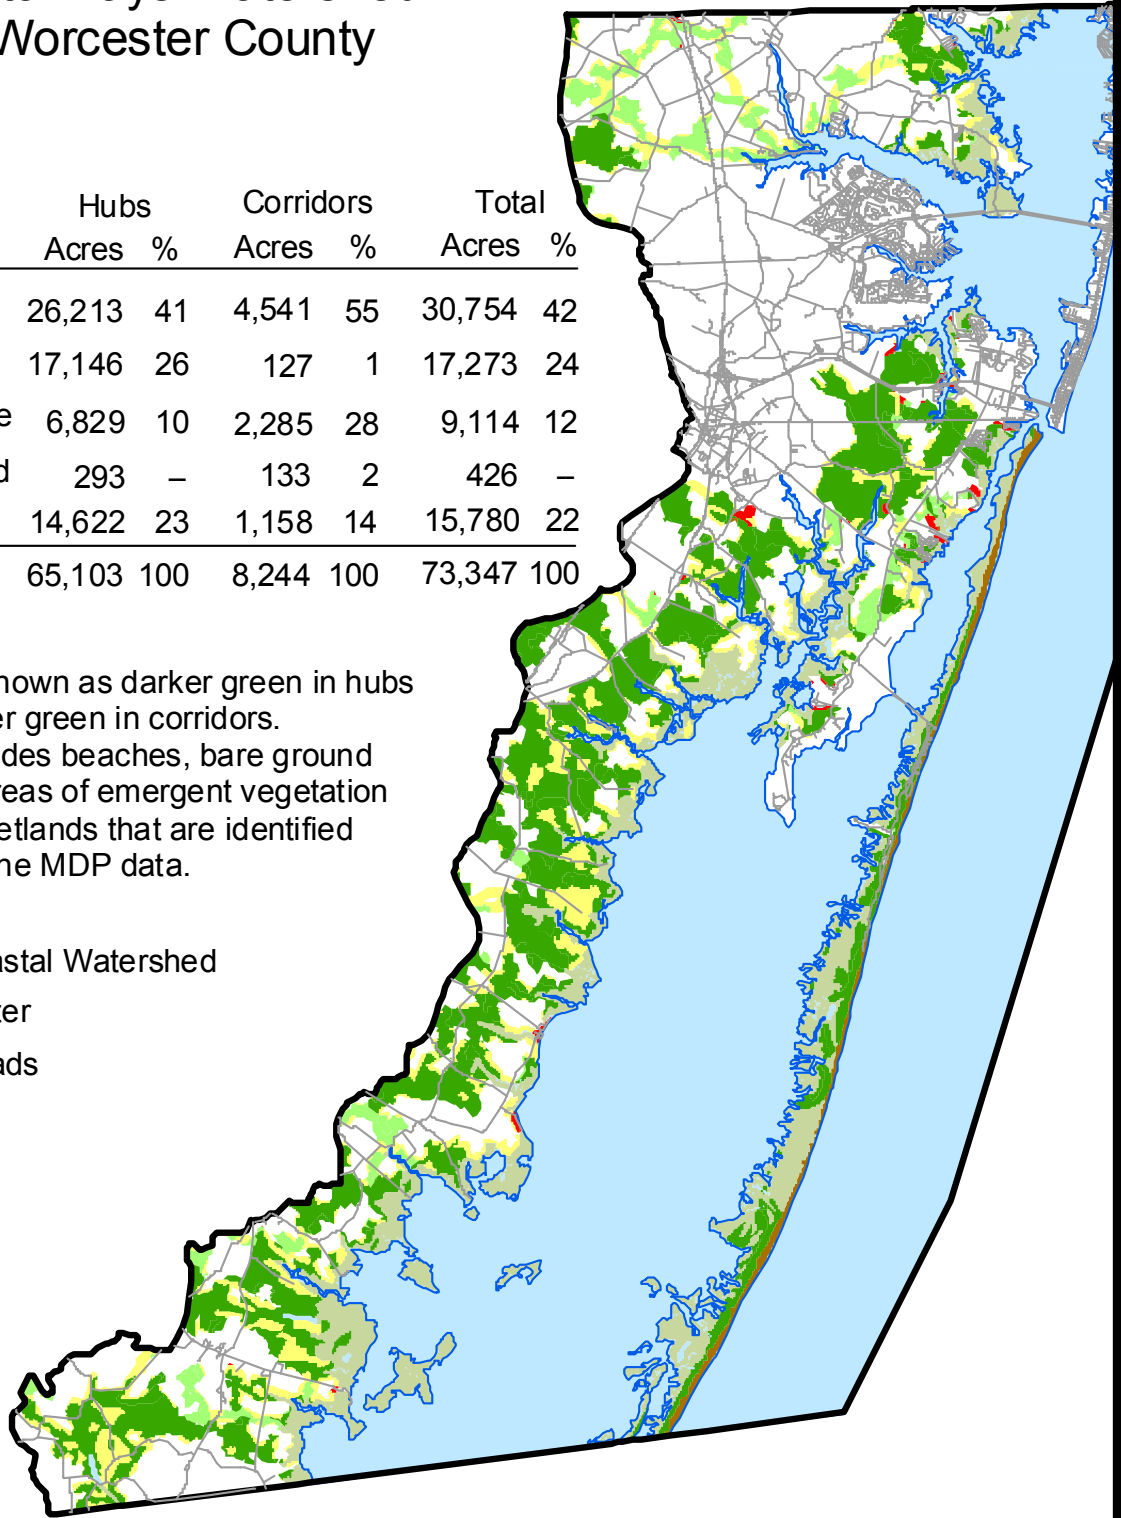 Worcester County
Hubs Corridors Total
Acres % Acres % Acres %
26,213 41 4,541 55 30,754 42
17,146 26 127 1 17,273 24
e 6,829 10 2,285 28 9,114 12
d 293 – 133 2 426 –
14,622 23 1,158 14 15,780 22
65,103 100 8,244 100 73,347 100
hown as darker green in hubs
er green in corridors.
des beaches, bare ground
reas of emergent vegetation
etlands that are identified
he MDP data.
astal Watershed
ter
ads